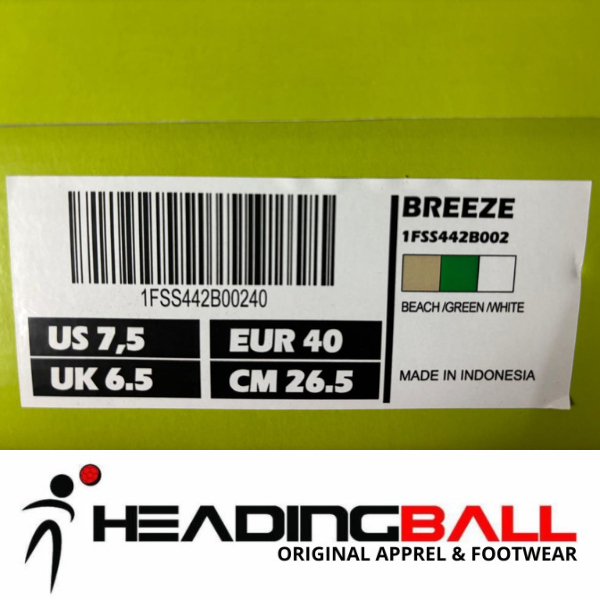 1FSS442B00240
US 7,5
EUR 40
UK 6.5
CM 26.5
BREEZE
1FSS442B002
BEACH /GREEN /WHITE
MADE IN INDONESIA
HEADINGBALL
ORIGINAL APPREL & FOOTWEAR